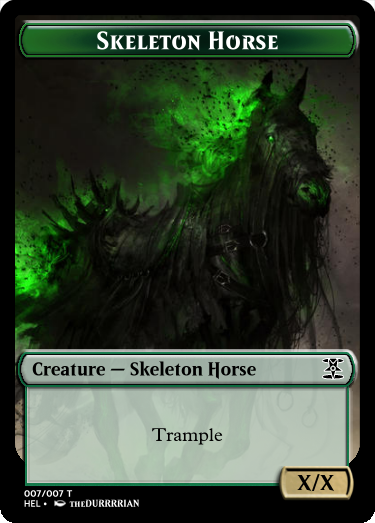 Skeleton Horse
Creature — Skeleton Horse
Trample
X/X
007/007 T
HEL • theDURRRRIAN